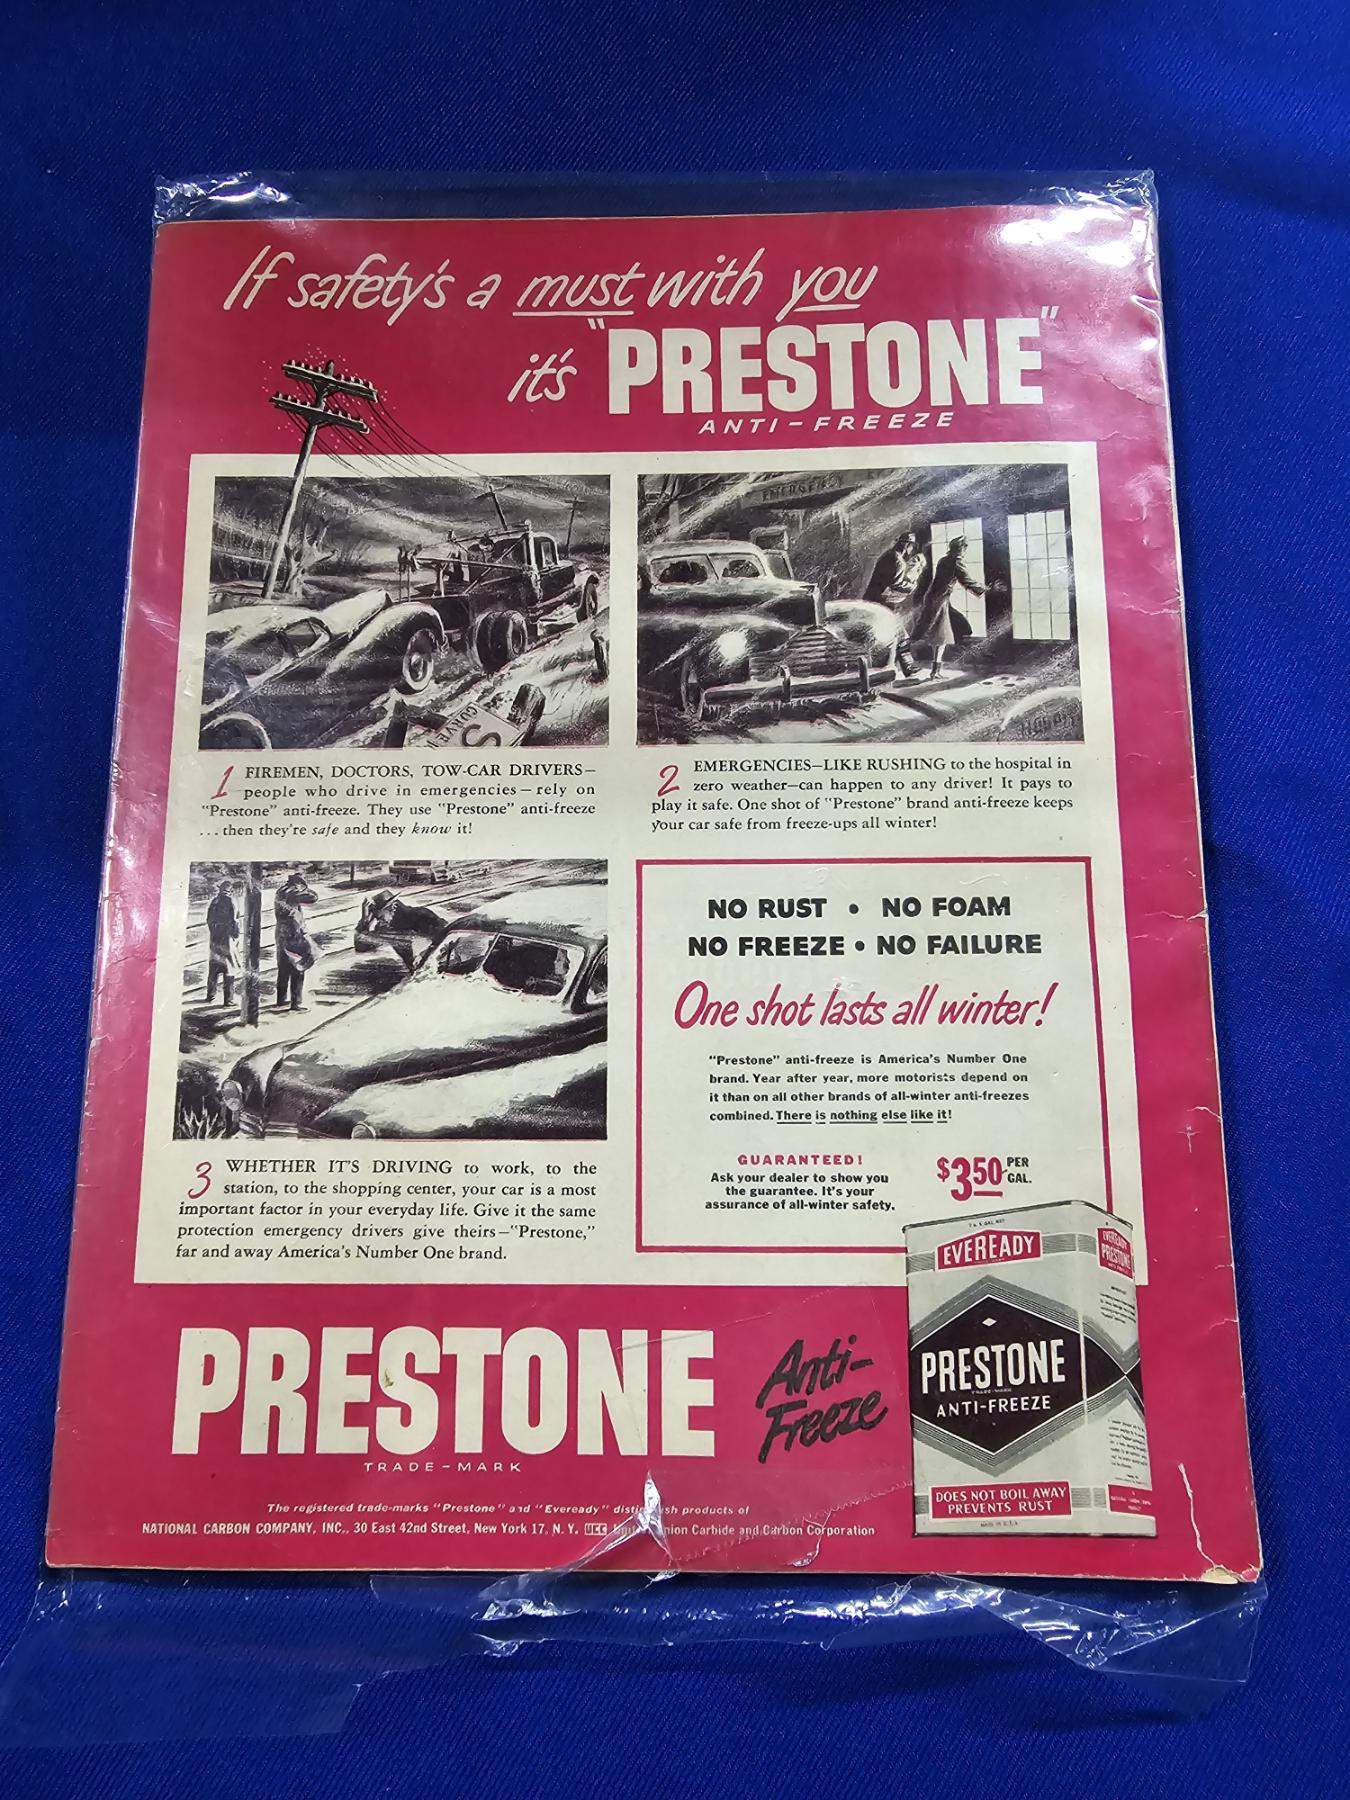 If safety's a must with you
it's "PRESTONE"
ANTI-FREEZE
EMERGENCY
1 FIREMEN, DOCTORS, TOW-CAR DRIVERS—
people who drive in emergencies — rely on
"Prestone" anti-freeze. They use "Prestone" anti-freeze
... then they're safe and they know it!
2 EMERGENCIES—LIKE RUSHING to the hospital in
zero weather—can happen to any driver! It pays to
play it safe. One shot of "Prestone" brand anti-freeze keeps
your car safe from freeze-ups all winter!
3 WHETHER IT'S DRIVING to work, to the
station, to the shopping center, your car is a most
important factor in your everyday life. Give it the same
protection emergency drivers give theirs—"Prestone,"
far and away America's Number One brand.
NO RUST • NO FOAM
NO FREEZE • NO FAILURE
One shot lasts all winter!
"Prestone" anti-freeze is America's Number One
brand. Year after year, more motorists depend on
it than on all other brands of all-winter anti-freezes
combined. There is nothing else like it!
GUARANTEED!
Ask your dealer to show you
the guarantee. It's your
assurance of all-winter safety.
$3.50 PER GAL.
EVEREADY
PRESTONE
TRADE-MARK
ANTI-FREEZE
DOES NOT BOIL AWAY
PREVENTS RUST
MADE IN U.S.A.
EVEREADY
PRESTONE
PRESTONE
Anti-
Freeze
TRADE-MARK
The registered trade-marks "Prestone" and "Eveready" distinguish products of
NATIONAL CARBON COMPANY, INC., 30 East 42nd Street, New York 17, N. Y. UCC Unit of Union Carbide and Carbon Corporation